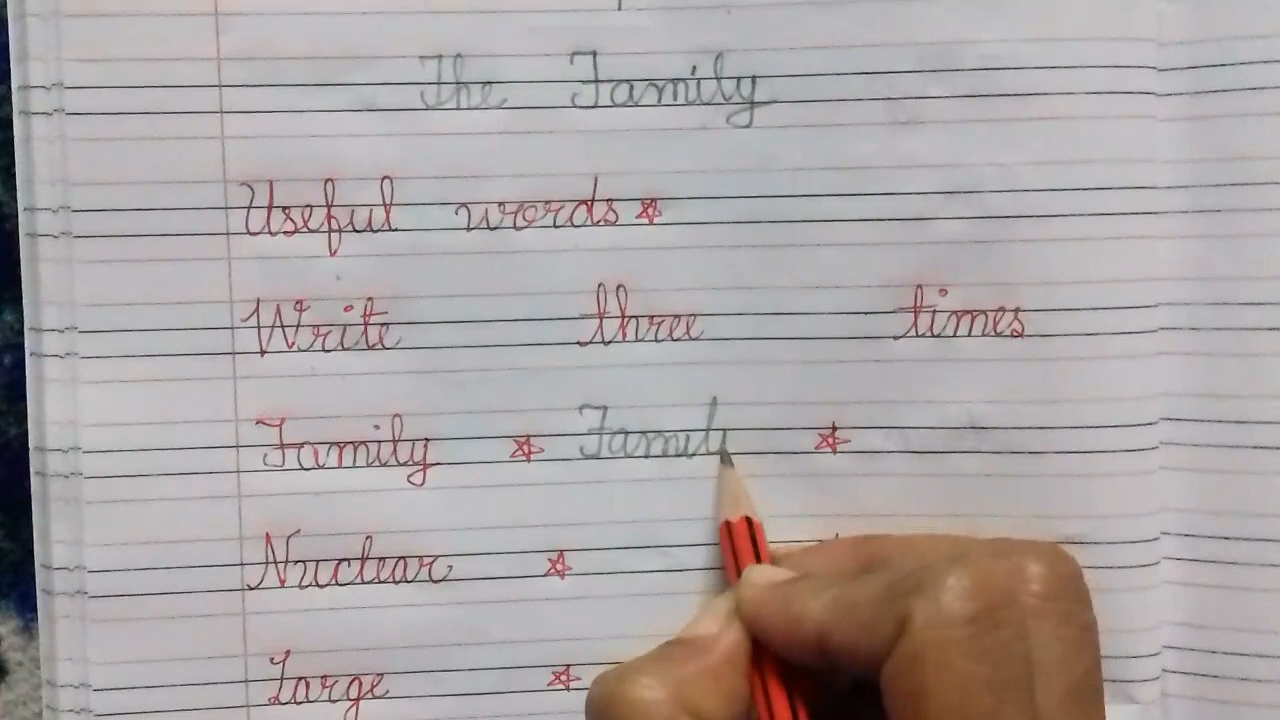 The Family
Useful words
Write three times
Family Famil
Nuclear
Large